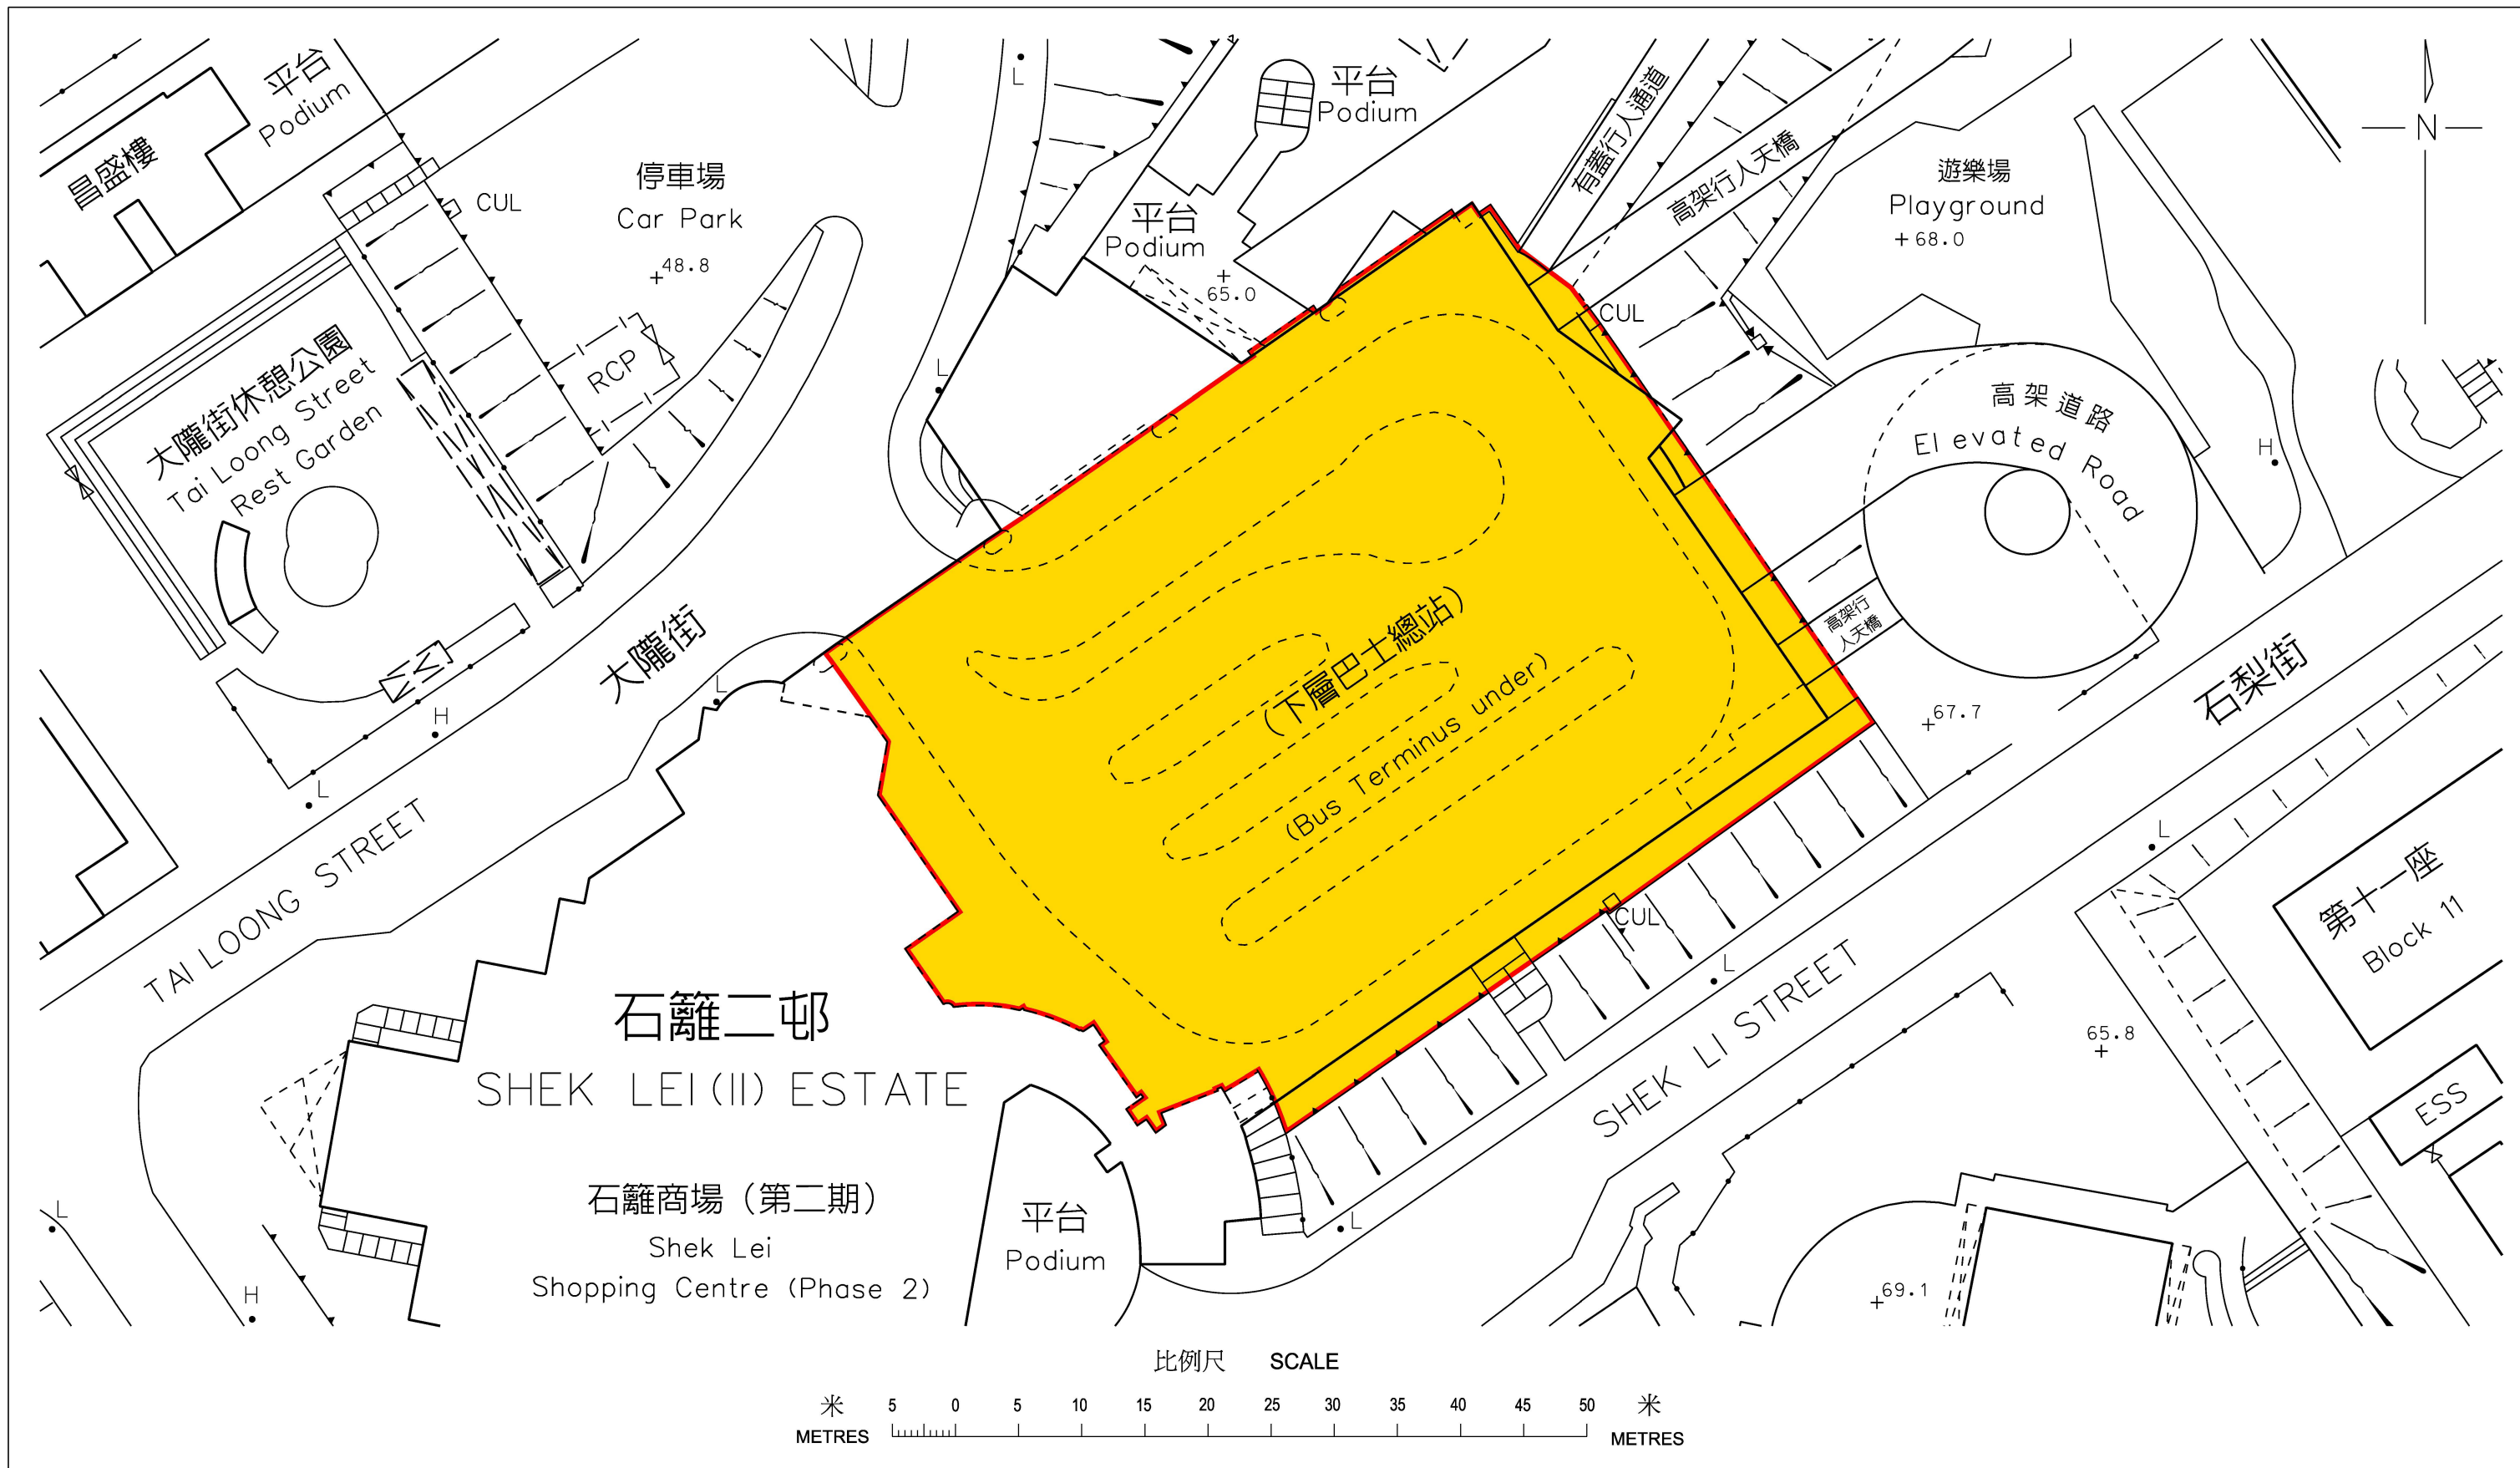 平台
Podium
昌盛樓
停車場
Car Park
48.8
CUL
RCP
大隴街休憩公園
Tai Loong Street
Rest Garden
L
平台
Podium
平台
Podium
65.0
有蓋行人通道
高架行人天橋
遊樂場
Playground
68.0
N
CUL
高架道路
Elevated Road
H
L
大隴街
L
H
L
TAI LOONG STREET
(下層巴士總站)
(Bus Terminus under)
高架行
人天橋
67.7
石梨街
L
第十一座
Block 11
CUL
L
SHEK LI STREET
65.8
ESS
石籬二邨
SHEK LEI (II) ESTATE
石籬商場（第二期）
Shek Lei
Shopping Centre (Phase 2)
平台
Podium
L
L
H
69.1
比例尺 SCALE
米 5 0 5 10 15 20 25 30 35 40 45 50 米
METRES METRES